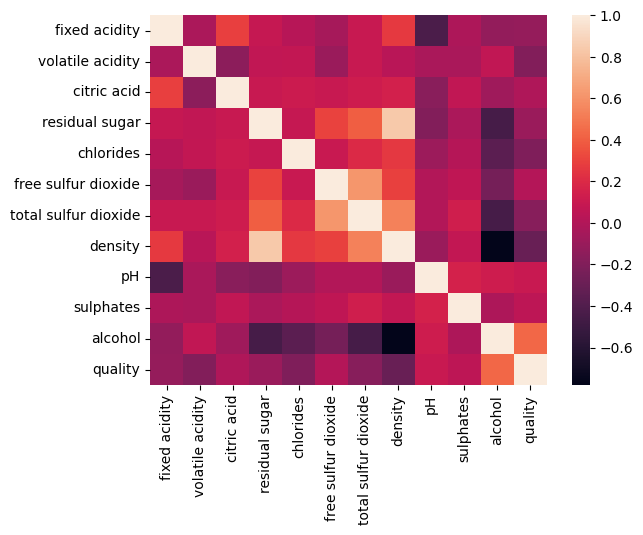 fixed acidity
volatile acidity
citric acid
residual sugar
chlorides
free sulfur dioxide
total sulfur dioxide
density
pH
sulphates
alcohol
quality
fixed acidity
volatile acidity
citric acid
residual sugar
chlorides
free sulfur dioxide
total sulfur dioxide
density
pH
sulphates
alcohol
quality
1.0
0.8
0.6
0.4
0.2
0.0
−0.2
−0.4
−0.6